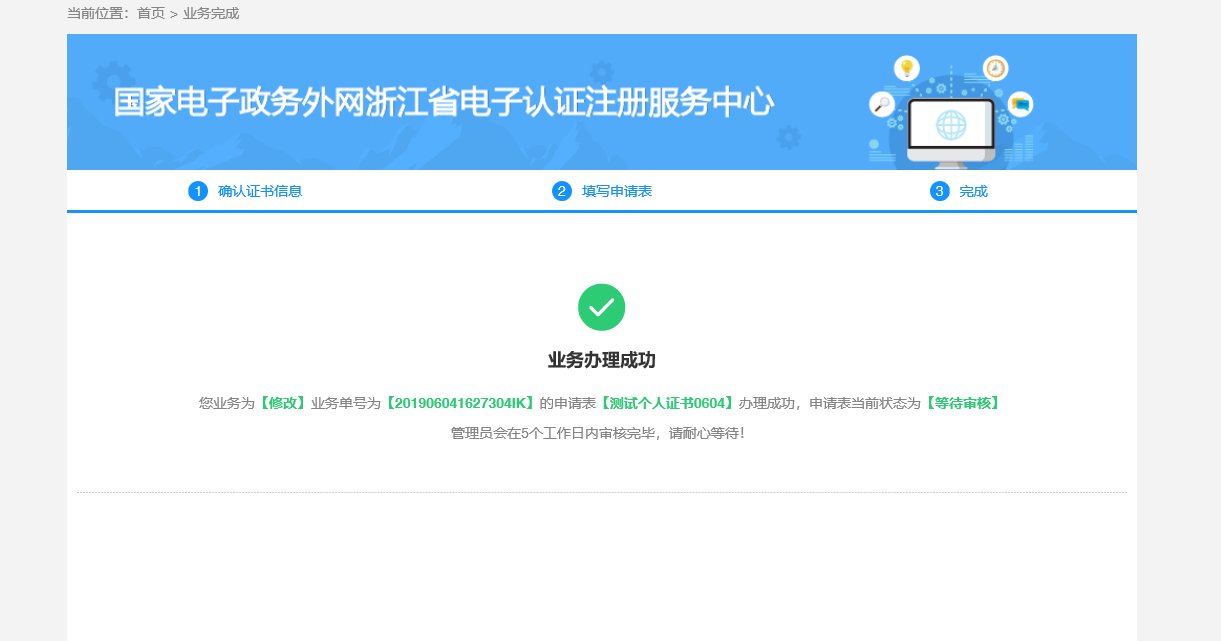 当前位置：首页 > 业务完成
国家电子政务外网浙江省电子认证注册服务中心
1 确认证书信息 2 填写申请表 3 完成
业务办理成功
您业务为【修改】业务单号为【201906041627304IK】的申请表【测试个人证书0604】办理成功，申请表当前状态为【等待审核】
管理员会在5个工作日内审核完毕，请耐心等待！